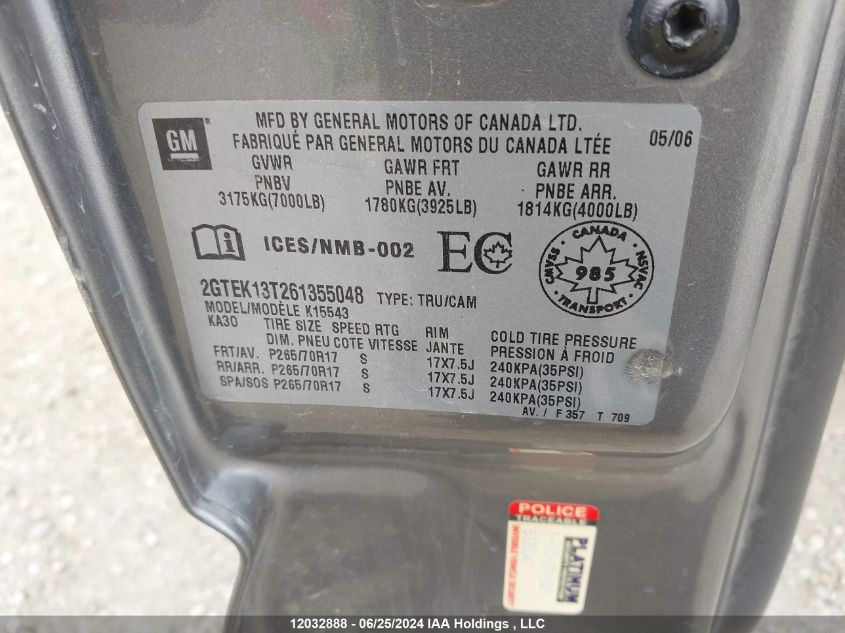 GM
MFD BY GENERAL MOTORS OF CANADA LTD.
FABRIQUÉ PAR GENERAL MOTORS DU CANADA LTÉE
05/06
GVWR GAWR FRT GAWR RR
PNBV PNBE AV. PNBE ARR.
3175KG(7000LB) 1780KG(3925LB) 1814KG(4000LB)
i ICES/NMB-002 EC
CANADA
CMVSS 985 NSVAC
TRANSPORT
2GTEK13T261355048 TYPE: TRU/CAM
MODEL/MODÈLE K15543
KA30 TIRE SIZE SPEED RTG RIM COLD TIRE PRESSURE
DIM. PNEU COTE VITESSE JANTE PRESSION À FROID
FRT/AV. P265/70R17 S 17X7.5J 240KPA(35PSI)
RR/ARR. P265/70R17 S 17X7.5J 240KPA(35PSI)
SPA/SOS P265/70R17 S 17X7.5J 240KPA(35PSI)
AV. / F 357 T 709
POLICE
TRACEABLE
PLATINUM
12032888 - 06/25/2024 IAA Holdings , LLC